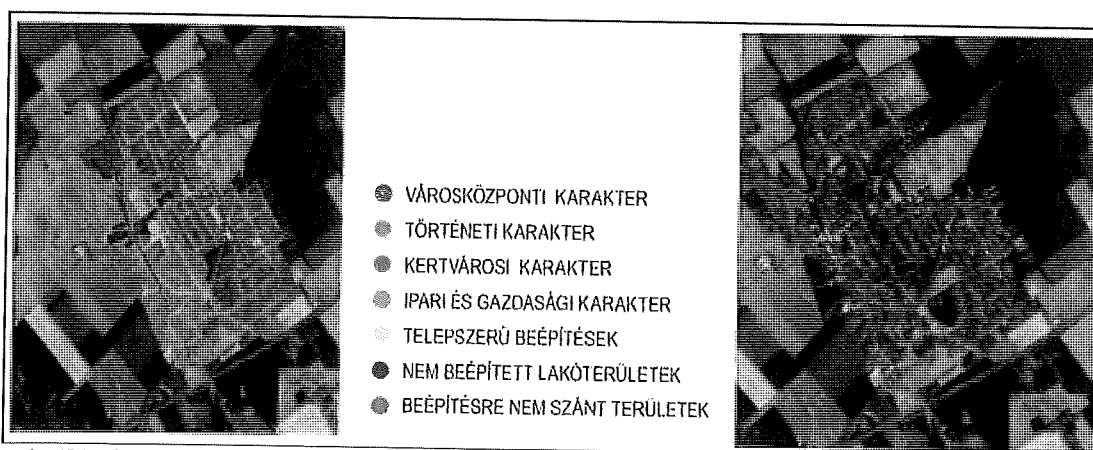 VÁROSKÖZPONTI KARAKTER
TÖRTÉNETI KARAKTER
KERTVÁROSI KARAKTER
IPARI ÉS GAZDASÁGI KARAKTER
TELEPSZERŰ BEÉPÍTÉSEK
NEM BEÉPÍTETT LAKÓTERÜLETEK
BEÉPÍTÉSRE NEM SZÁNT TERÜLETEK